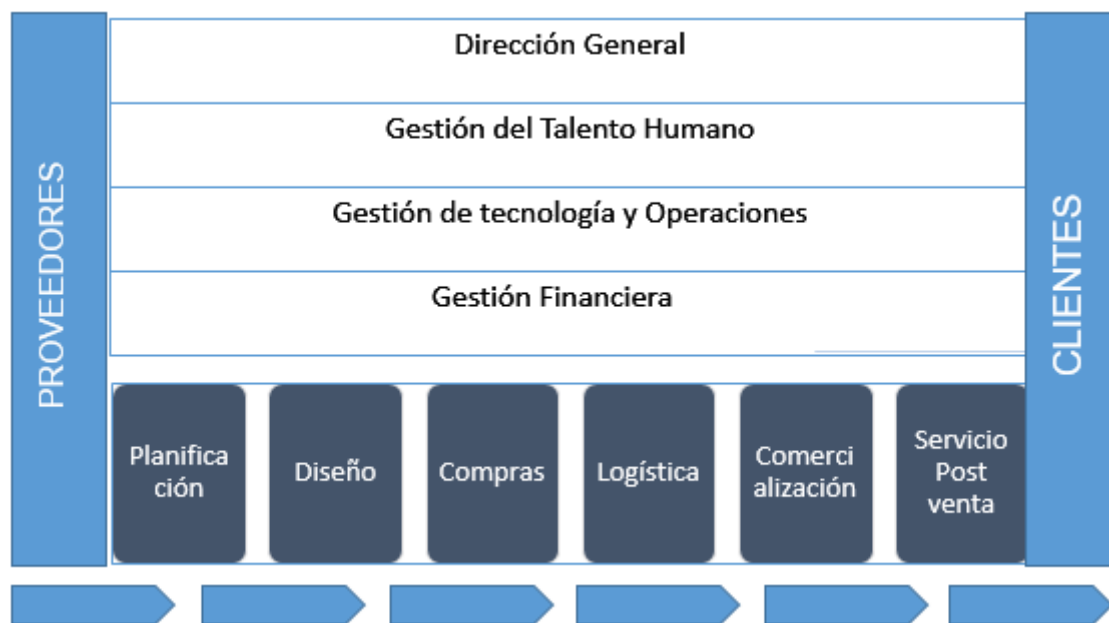 PROVEEDORES
Dirección General
Gestión del Talento Humano
Gestión de tecnología y Operaciones
Gestión Financiera
CLIENTES
Planifica
ción
Diseño
Compras
Logística
Comerci
alización
Servicio
Post
venta